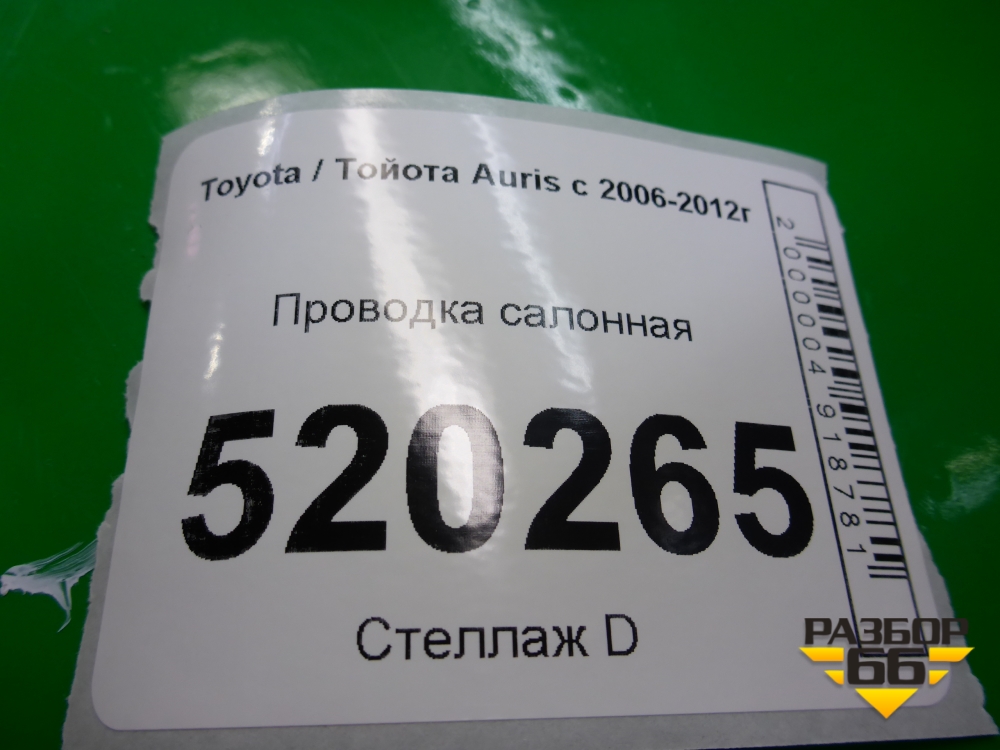 Toyota / Тойота Auris с 2006-2012г
Проводка салонная
520265
Стеллаж D
2000004918781
РАЗБОР
66